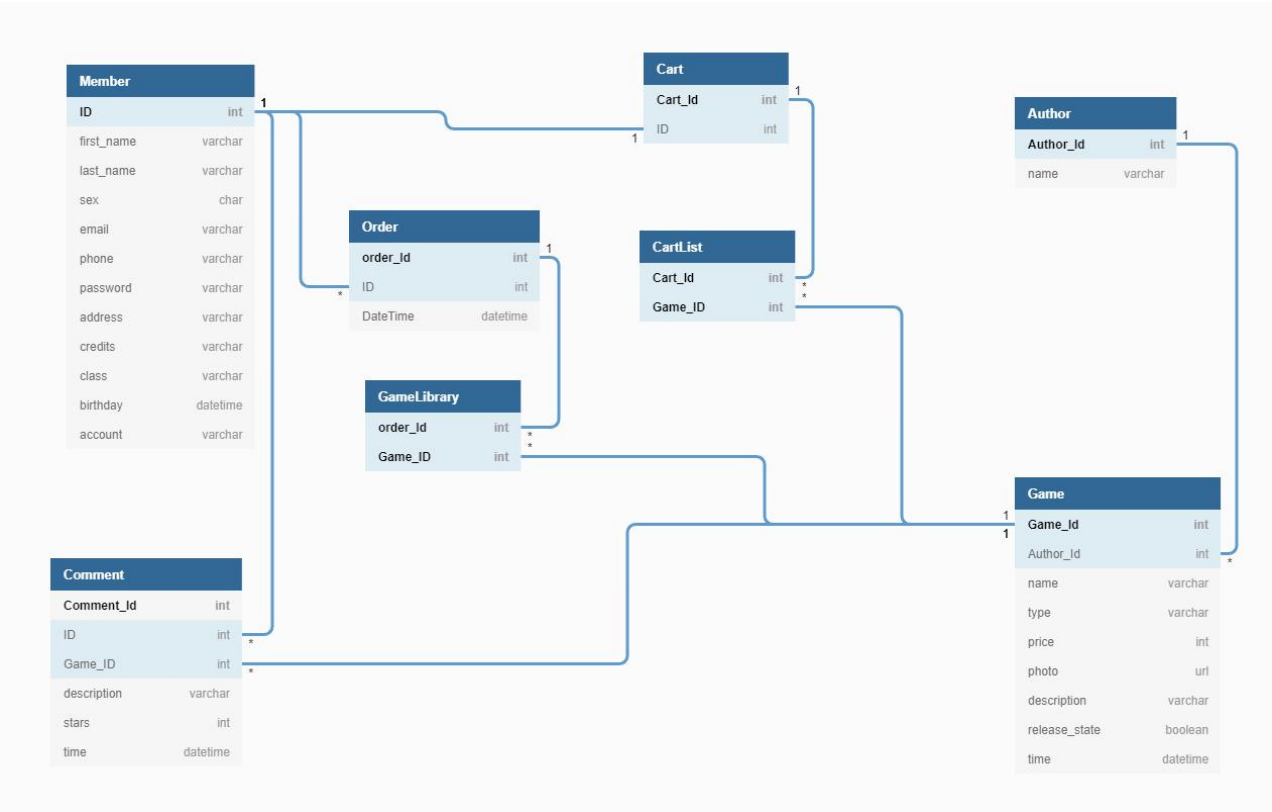 Member
ID int
first_name varchar
last_name varchar
sex char
email varchar
phone varchar
password varchar
address varchar
credits varchar
class varchar
birthday datetime
account varchar
1
Cart
Cart_Id int
ID int
1
1
Author
Author_Id int
name varchar
1
Order
order_Id int
ID int
DateTime datetime
1
*
CartList
Cart_Id int
Game_ID int
*
*
GameLibrary
order_Id int
Game_ID int
*
*
Game
Game_Id int
Author_Id int
name varchar
type varchar
price int
photo url
description varchar
release_state boolean
time datetime
1
1
*
Comment
Comment_Id int
ID int
Game_ID int
description varchar
stars int
time datetime
*
*